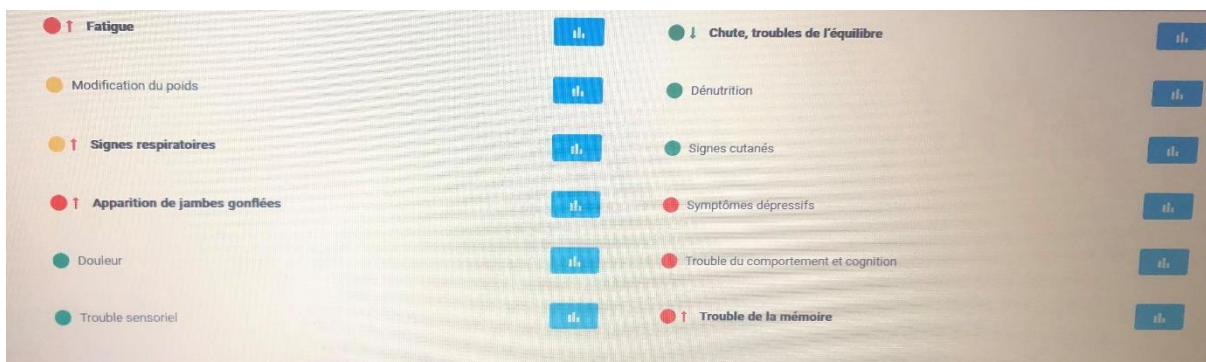 Fatigue
Modification du poids
Signes respiratoires
Apparition de jambes gonflées
Douleur
Trouble sensoriel
Chute, troubles de l'équilibre
Dénutrition
Signes cutanés
Symptômes dépressifs
Trouble du comportement et cognition
Trouble de la mémoire